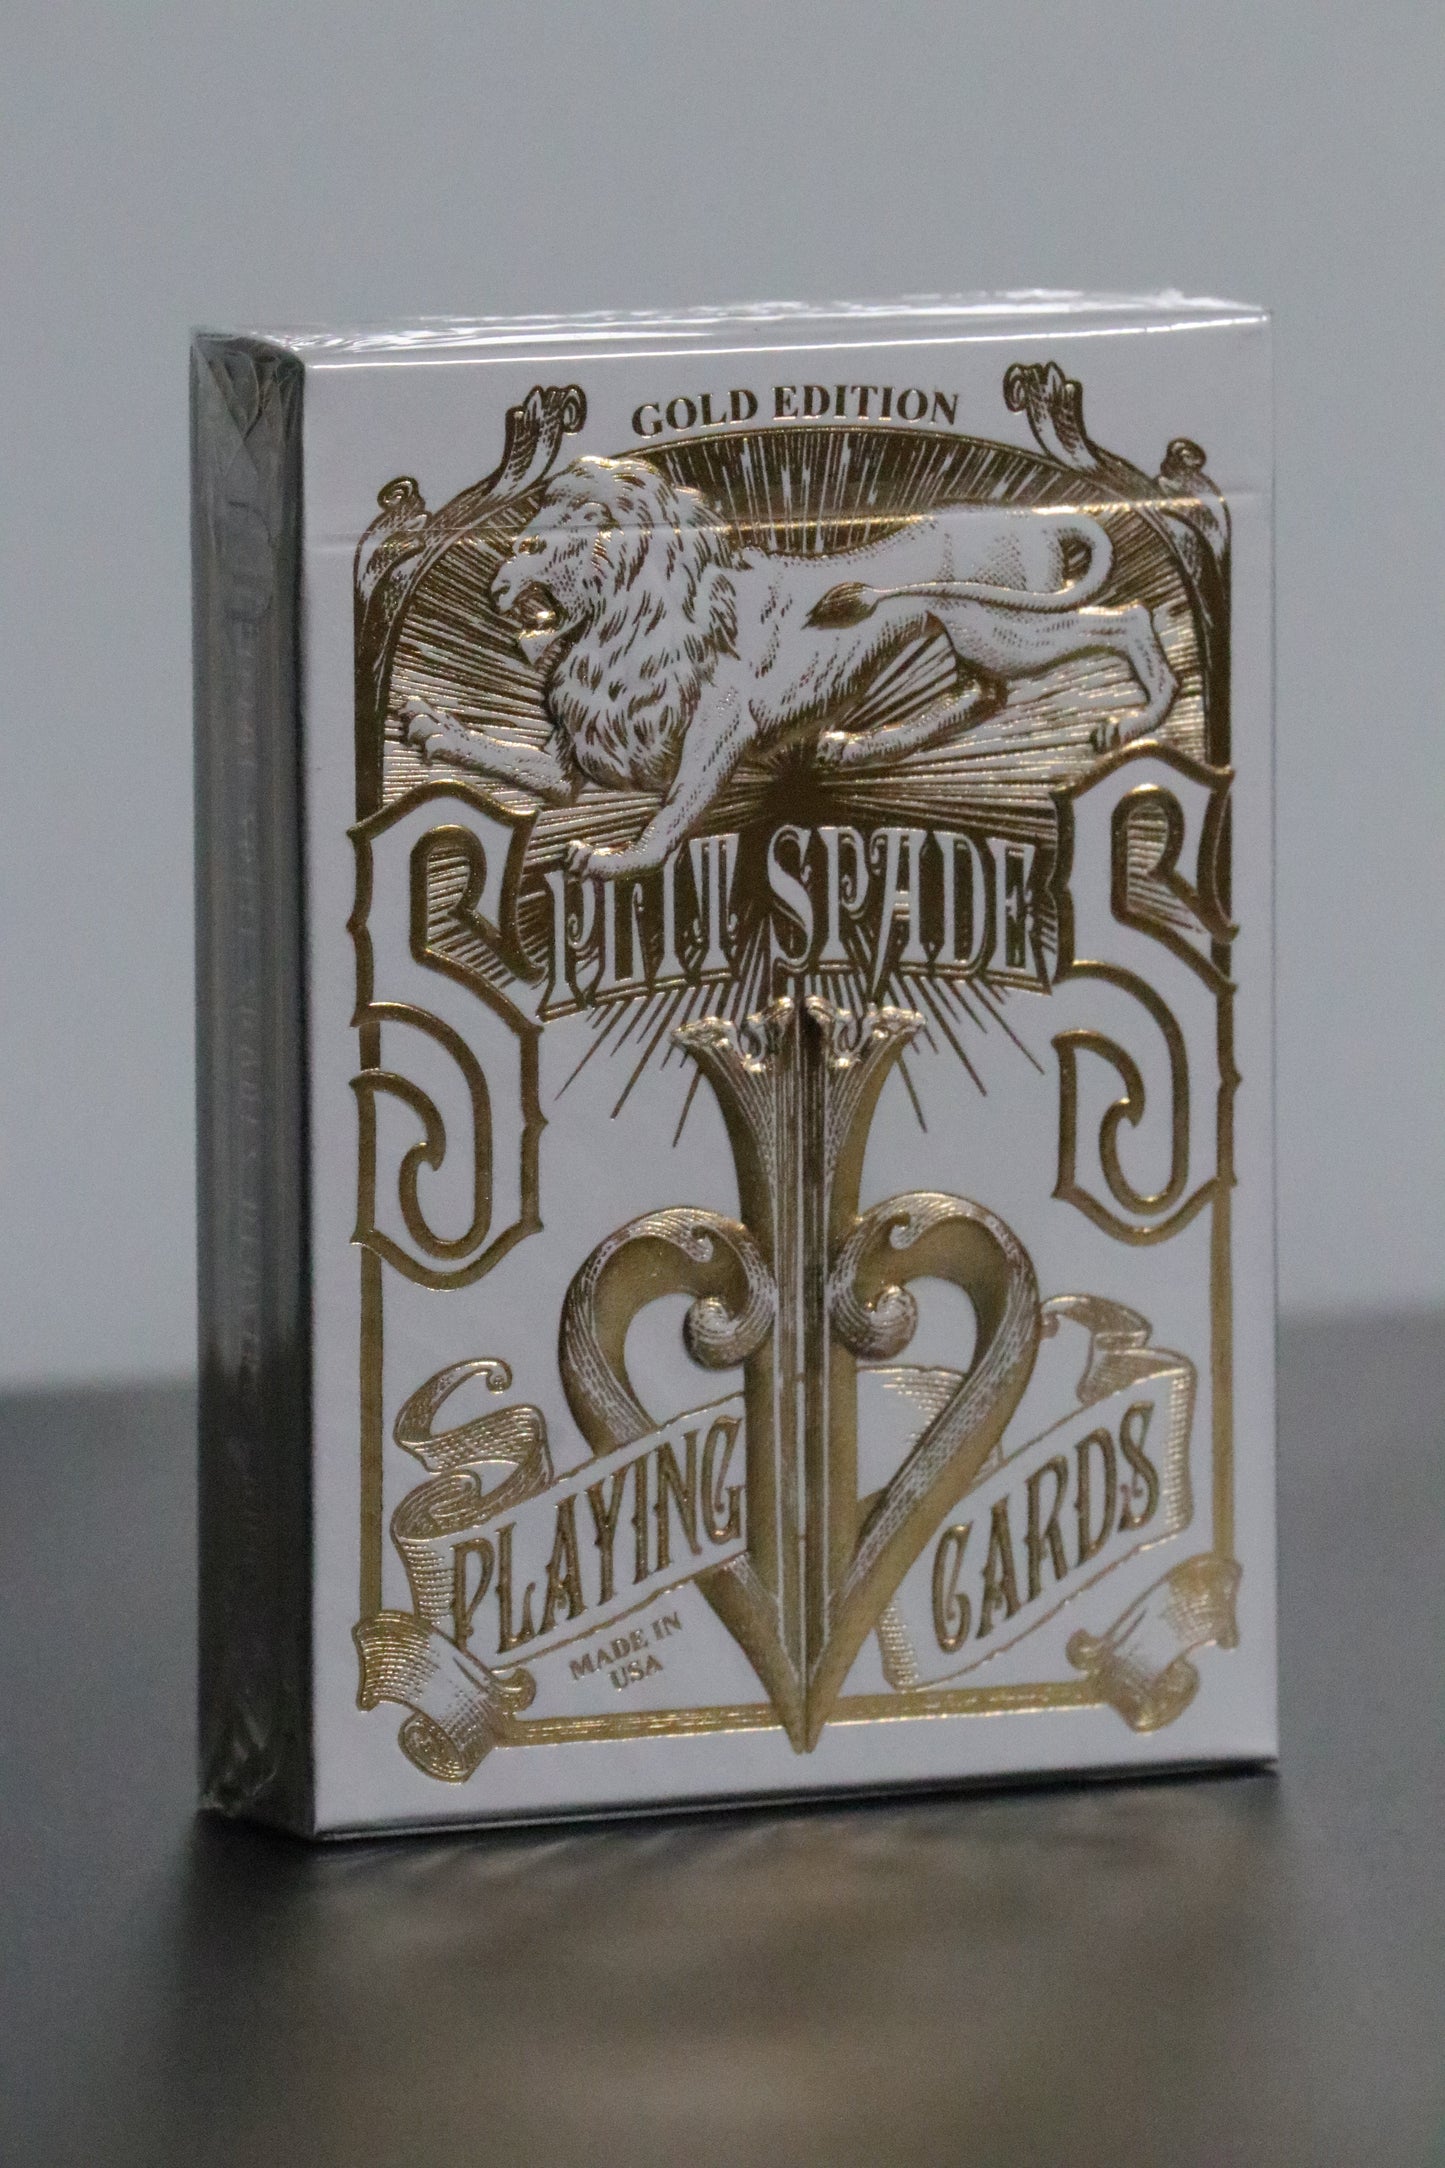 GOLD EDITION
SPLIT SPADES
PLAYING CARDS
MADE IN
USA